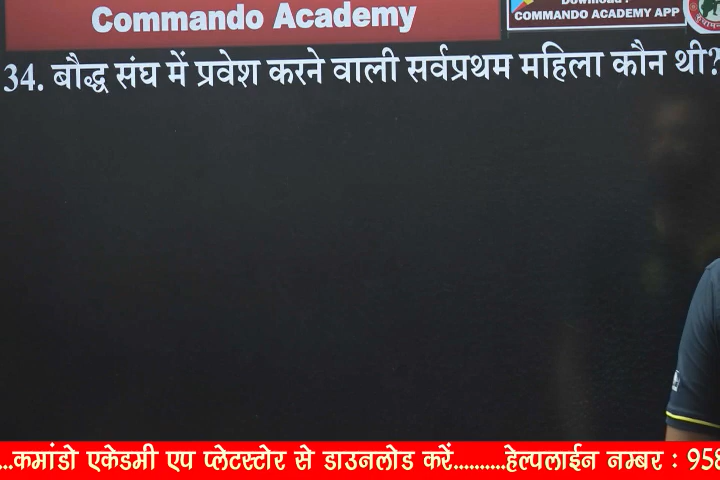 Commando Academy
Download :
COMMANDO ACADEMY APP
34. बौद्ध संघ में प्रवेश करने वाली सर्वप्रथम महिला कौन थी?
...कमांडो एकेडमी एप प्लेटस्टोर से डाउनलोड करें..........हेल्पलाईन नम्बर : 958